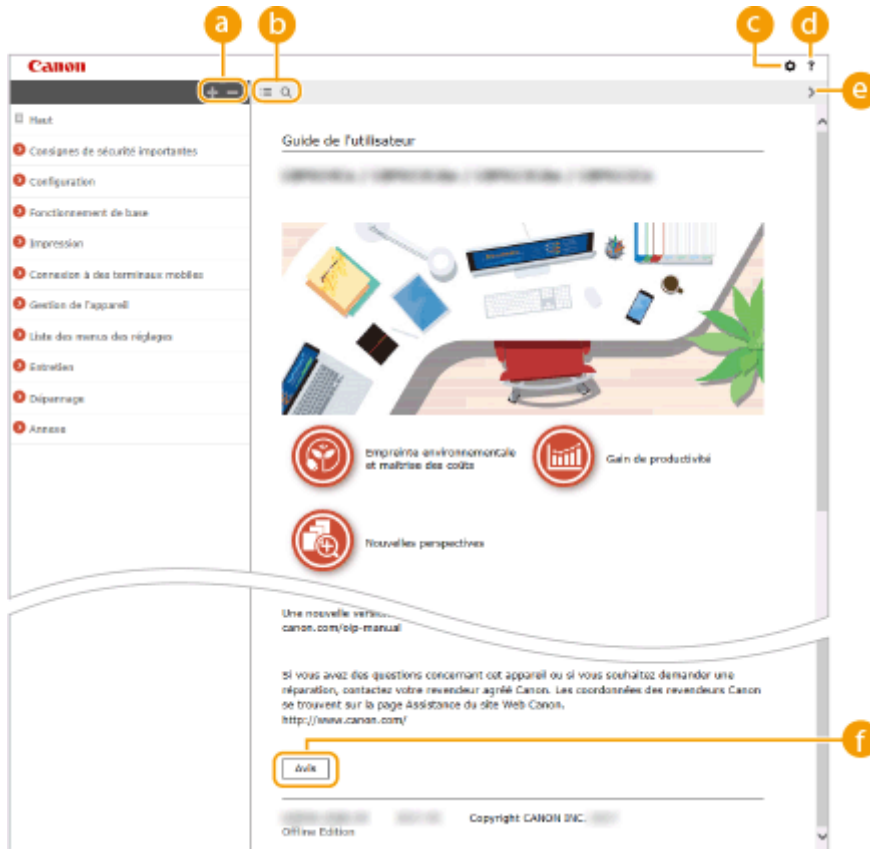 a
b
c
d
Canon
?
e
Haut
Guide de l'utilisateur
Consignes de sécurité importantes
Configuration
Fonctionnement de base
Impression
Connexion à des terminaux mobiles
Gestion de l'appareil
Liste des menus des réglages
Entretien
Dépannage
Annexe
Empreinte environnementale
et maîtrise des coûts
Gain de productivité
Nouvelles perspectives
Une nouvelle
canon.com/oip-manual
Si vous avez des questions concernant cet appareil ou si vous souhaitez demander une
réparation, contactez votre revendeur agréé Canon. Les coordonnées des revendeurs Canon
se trouvent sur la page Assistance du site Web Canon.
http://www.canon.com/
f
Avis
Copyright CANON INC.
Offline Edition